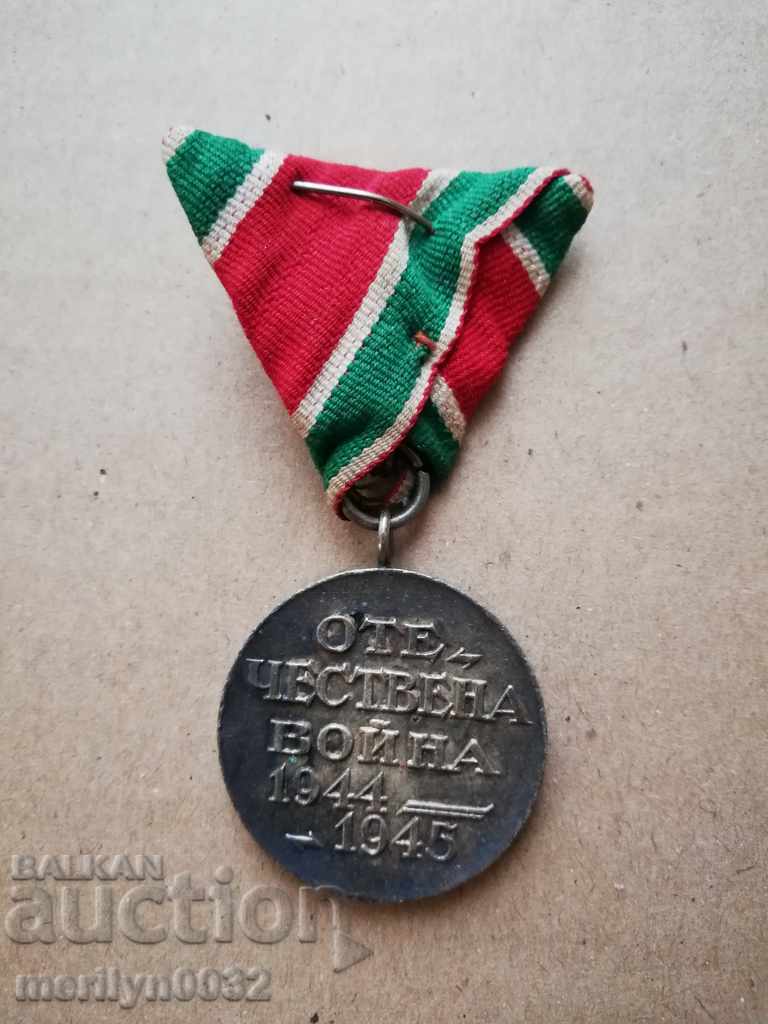 ОТЕ-
ЧЕСТВЕНА
ВОЙНА
1944 —
— 1945
BALKAN
auction
merilyn0032